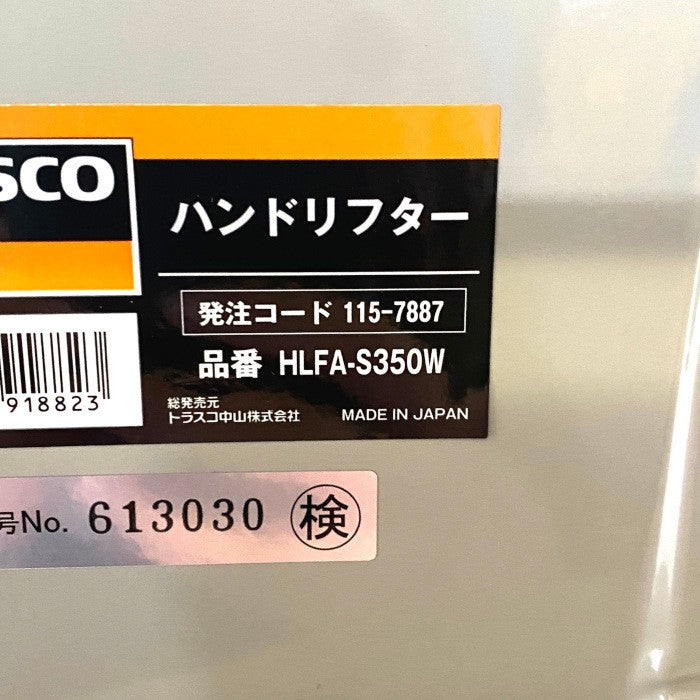 SCO
ハンドリフター
発注コード 115-7887
品番 HLFA-S350W
918823
総発売元
トラスコ中山株式会社
MADE IN JAPAN
号No. 613030 検